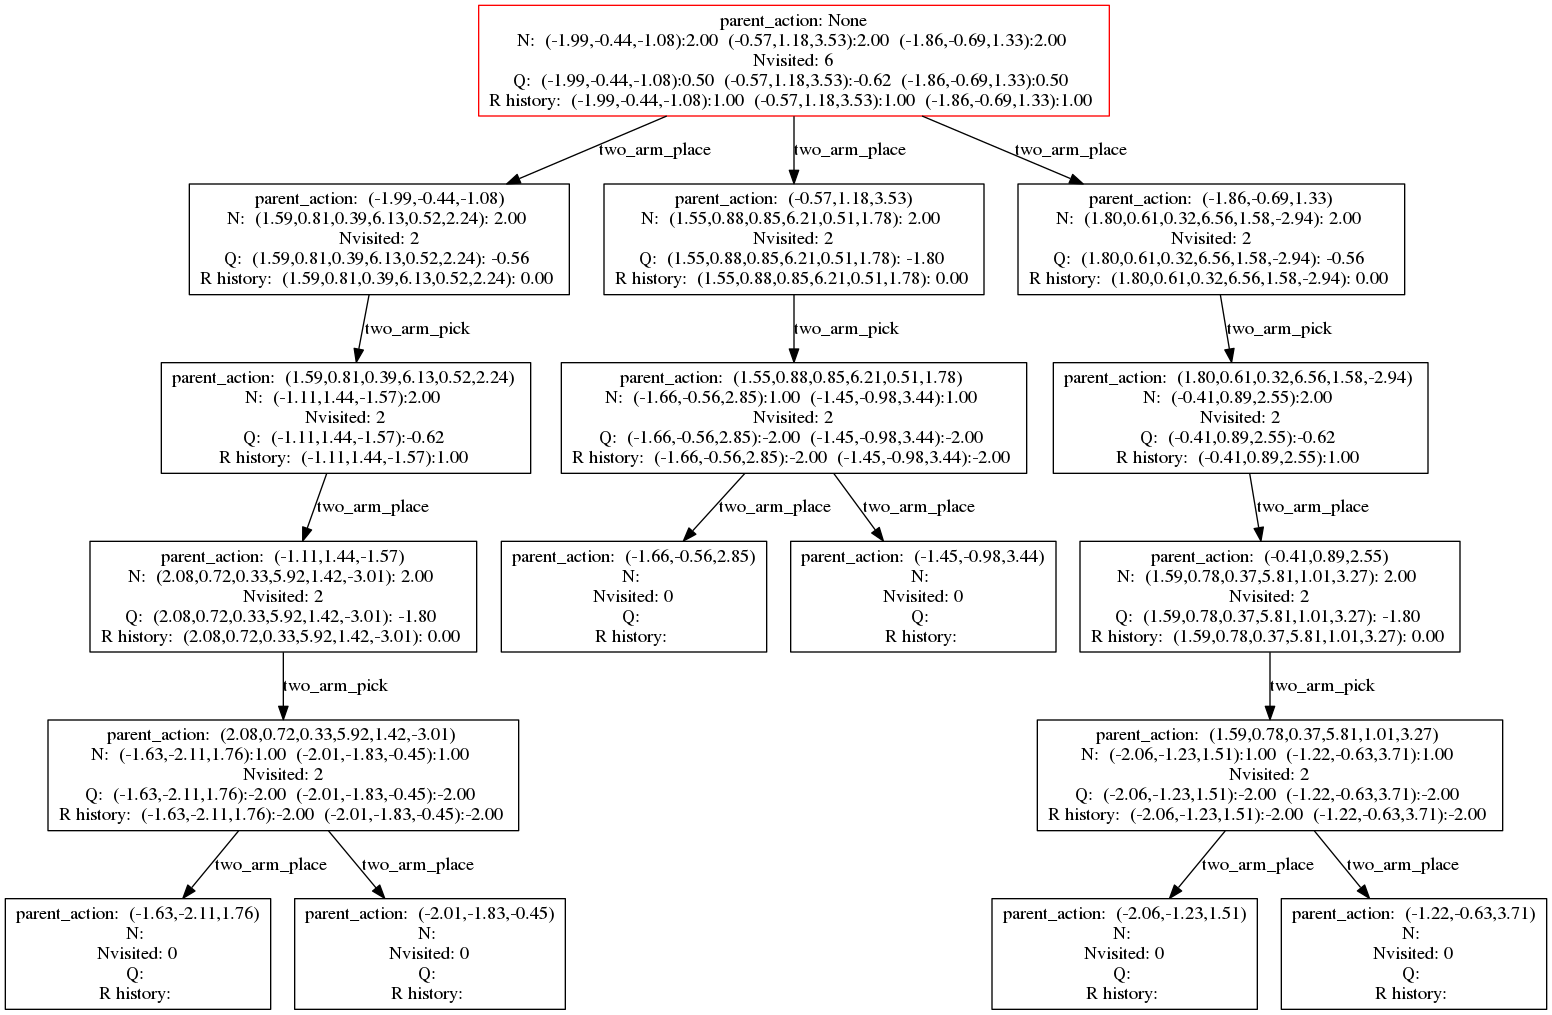 parent_action: None
N: (-1.99,-0.44,-1.08):2.00 (-0.57,1.18,3.53):2.00 (-1.86,-0.69,1.33):2.00
Nvisited: 6
Q: (-1.99,-0.44,-1.08):0.50 (-0.57,1.18,3.53):-0.62 (-1.86,-0.69,1.33):0.50
R history: (-1.99,-0.44,-1.08):1.00 (-0.57,1.18,3.53):1.00 (-1.86,-0.69,1.33):1.00
two_arm_place
two_arm_place
two_arm_place
parent_action: (-1.99,-0.44,-1.08)
N: (1.59,0.81,0.39,6.13,0.52,2.24): 2.00
Nvisited: 2
Q: (1.59,0.81,0.39,6.13,0.52,2.24): -0.56
R history: (1.59,0.81,0.39,6.13,0.52,2.24): 0.00
parent_action: (-0.57,1.18,3.53)
N: (1.55,0.88,0.85,6.21,0.51,1.78): 2.00
Nvisited: 2
Q: (1.55,0.88,0.85,6.21,0.51,1.78): -1.80
R history: (1.55,0.88,0.85,6.21,0.51,1.78): 0.00
parent_action: (-1.86,-0.69,1.33)
N: (1.80,0.61,0.32,6.56,1.58,-2.94): 2.00
Nvisited: 2
Q: (1.80,0.61,0.32,6.56,1.58,-2.94): -0.56
R history: (1.80,0.61,0.32,6.56,1.58,-2.94): 0.00
two_arm_pick
two_arm_pick
two_arm_pick
parent_action: (1.59,0.81,0.39,6.13,0.52,2.24)
N: (-1.11,1.44,-1.57):2.00
Nvisited: 2
Q: (-1.11,1.44,-1.57):-0.62
R history: (-1.11,1.44,-1.57):1.00
parent_action: (1.55,0.88,0.85,6.21,0.51,1.78)
N: (-1.66,-0.56,2.85):1.00 (-1.45,-0.98,3.44):1.00
Nvisited: 2
Q: (-1.66,-0.56,2.85):-2.00 (-1.45,-0.98,3.44):-2.00
R history: (-1.66,-0.56,2.85):-2.00 (-1.45,-0.98,3.44):-2.00
parent_action: (1.80,0.61,0.32,6.56,1.58,-2.94)
N: (-0.41,0.89,2.55):2.00
Nvisited: 2
Q: (-0.41,0.89,2.55):-0.62
R history: (-0.41,0.89,2.55):1.00
two_arm_place
two_arm_place
two_arm_place
two_arm_place
parent_action: (-1.11,1.44,-1.57)
N: (2.08,0.72,0.33,5.92,1.42,-3.01): 2.00
Nvisited: 2
Q: (2.08,0.72,0.33,5.92,1.42,-3.01): -1.80
R history: (2.08,0.72,0.33,5.92,1.42,-3.01): 0.00
parent_action: (-1.66,-0.56,2.85)
N:
Nvisited: 0
Q:
R history:
parent_action: (-1.45,-0.98,3.44)
N:
Nvisited: 0
Q:
R history:
parent_action: (-0.41,0.89,2.55)
N: (1.59,0.78,0.37,5.81,1.01,3.27): 2.00
Nvisited: 2
Q: (1.59,0.78,0.37,5.81,1.01,3.27): -1.80
R history: (1.59,0.78,0.37,5.81,1.01,3.27): 0.00
two_arm_pick
two_arm_pick
parent_action: (2.08,0.72,0.33,5.92,1.42,-3.01)
N: (-1.63,-2.11,1.76):1.00 (-2.01,-1.83,-0.45):1.00
Nvisited: 2
Q: (-1.63,-2.11,1.76):-2.00 (-2.01,-1.83,-0.45):-2.00
R history: (-1.63,-2.11,1.76):-2.00 (-2.01,-1.83,-0.45):-2.00
parent_action: (1.59,0.78,0.37,5.81,1.01,3.27)
N: (-2.06,-1.23,1.51):1.00 (-1.22,-0.63,3.71):1.00
Nvisited: 2
Q: (-2.06,-1.23,1.51):-2.00 (-1.22,-0.63,3.71):-2.00
R history: (-2.06,-1.23,1.51):-2.00 (-1.22,-0.63,3.71):-2.00
two_arm_place
two_arm_place
two_arm_place
two_arm_place
parent_action: (-1.63,-2.11,1.76)
N:
Nvisited: 0
Q:
R history:
parent_action: (-2.01,-1.83,-0.45)
N:
Nvisited: 0
Q:
R history:
parent_action: (-2.06,-1.23,1.51)
N:
Nvisited: 0
Q:
R history:
parent_action: (-1.22,-0.63,3.71)
N:
Nvisited: 0
Q:
R history: